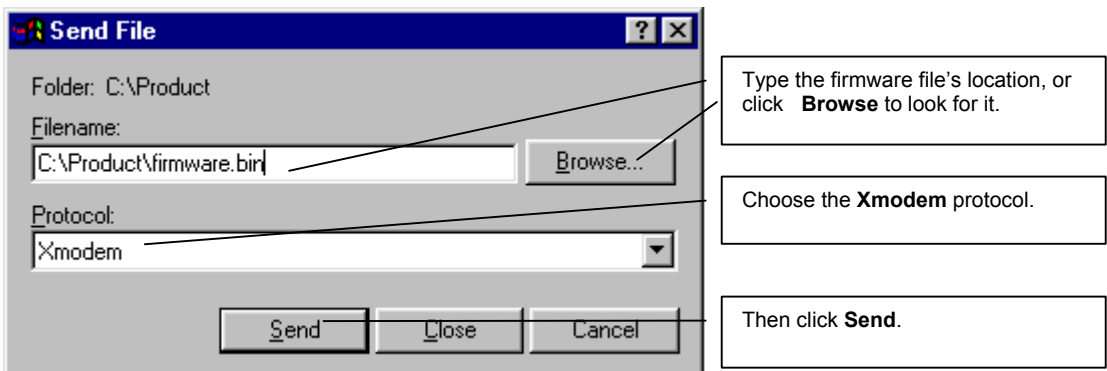 Send File
Folder: C:\Product
Filename:
C:\Product\firmware.bin
Browse...
Protocol:
Xmodem
Send
Close
Cancel
Type the firmware file's location, or
click Browse to look for it.
Choose the Xmodem protocol.
Then click Send.